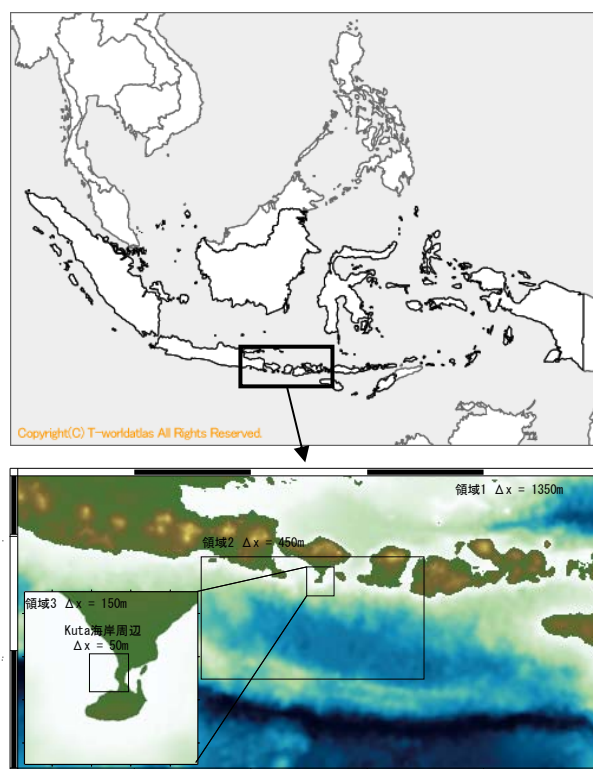 Copyright(C) T-worldatlas All Rights Reserved.
領域1 Δx = 1350m
領域2 Δx = 450m
領域3 Δx = 150m
Kuta海岸周辺
Δx = 50m